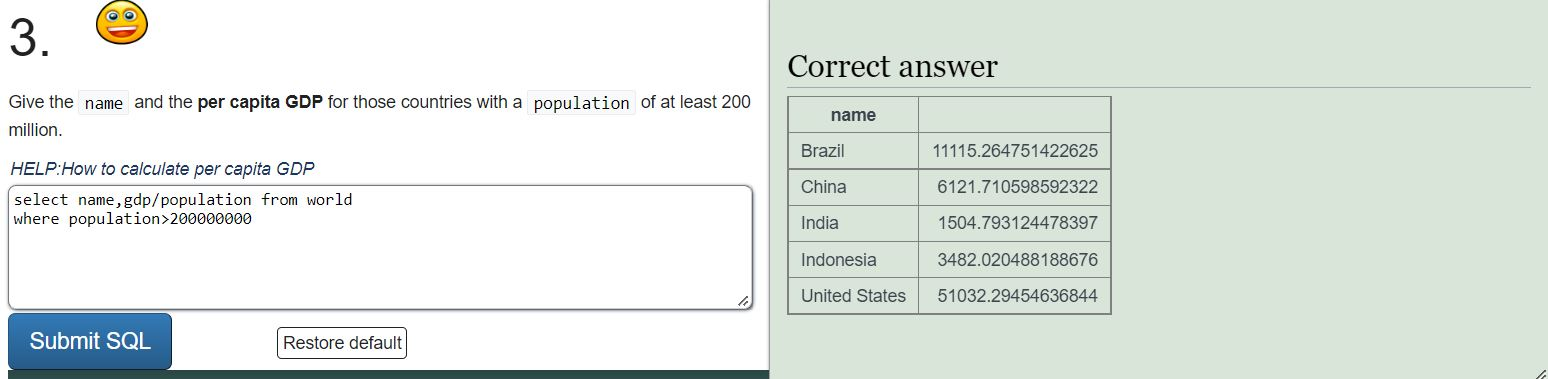 3.
Give the name and the per capita GDP for those countries with a population of at least 200
million.
HELP:How to calculate per capita GDP
select name,gdp/population from world
where population>200000000
Submit SQL
Restore default
Correct answer
name
Brazil 11115.264751422625
China 6121.710598592322
India 1504.793124478397
Indonesia 3482.020488188676
United States 51032.29454636844